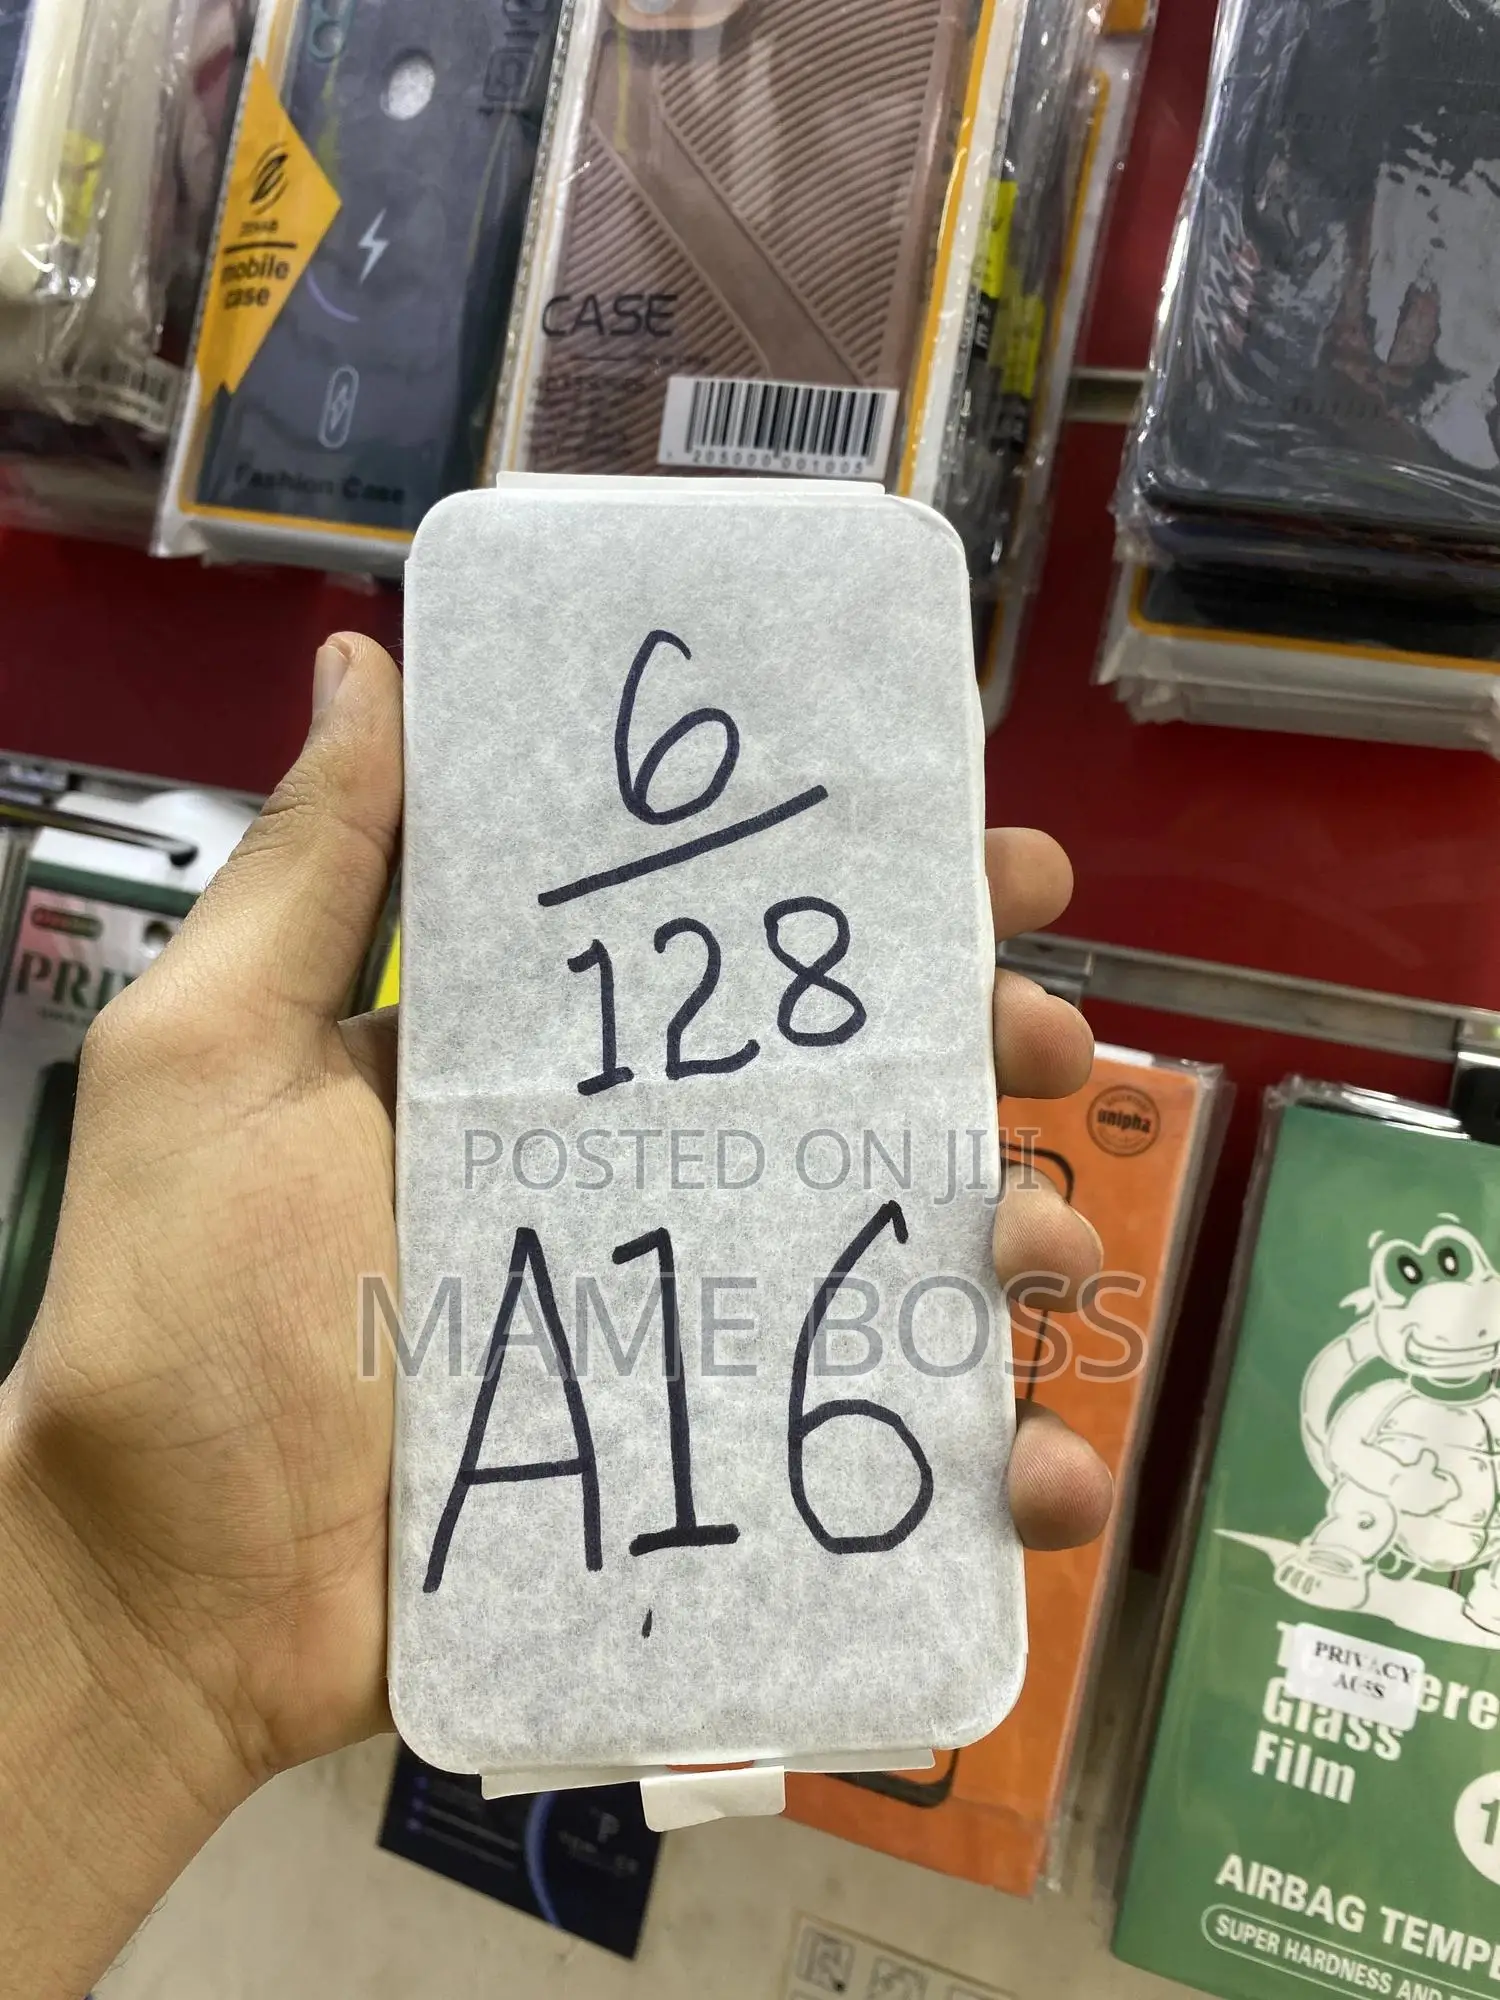 mobile
case
Fashion Case
CASE
6
128
POSTED ON JIJI
A16
MAME BOSS
unipha
PRIVACY
Glass
Film
AIRBAG
SUPER HARDNESS AND